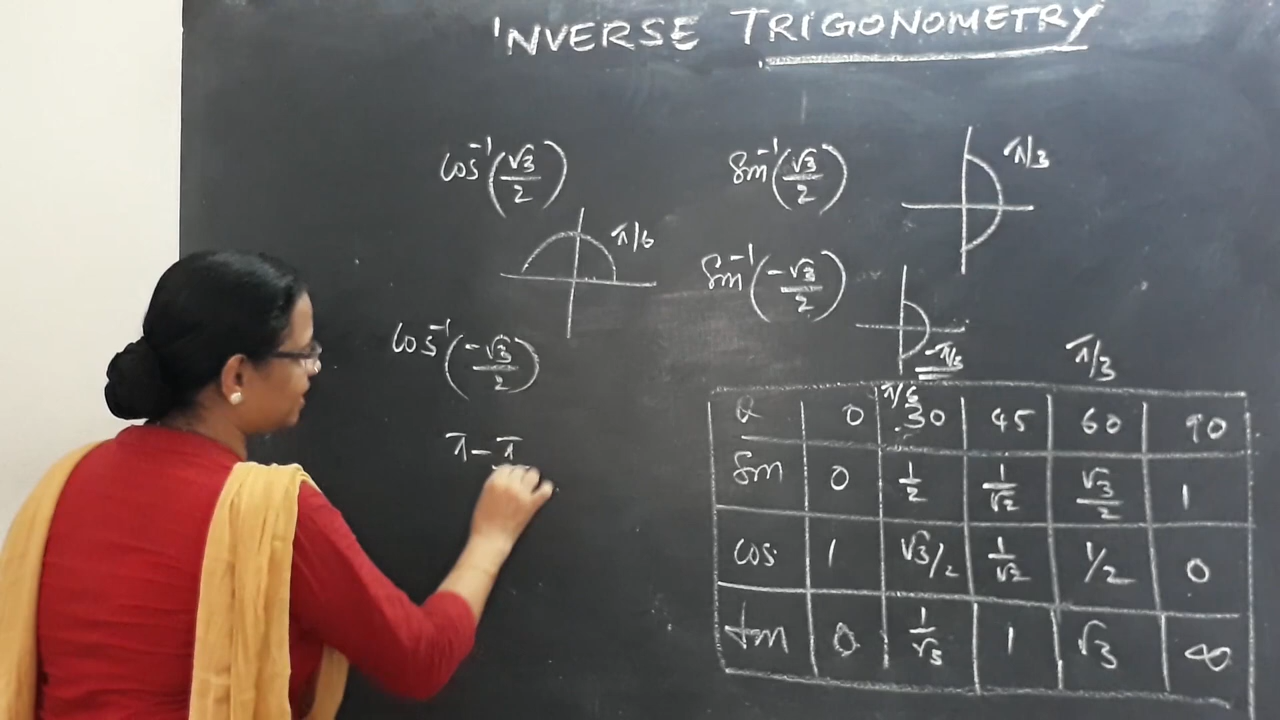 INVERSE TRIGONOMETRY
cos⁻¹(√3/2)
π/6
cos⁻¹(-√3/2)
π - π
sin⁻¹(√3/2)
π/3
sin⁻¹(-√3/2)
-π/3
π/6 π/3
θ 0 30 45 60 90
sin 0 1/2 1/√2 √3/2 1
cos 1 √3/2 1/√2 1/2 0
tan 0 1/√3 1 √3 ∞